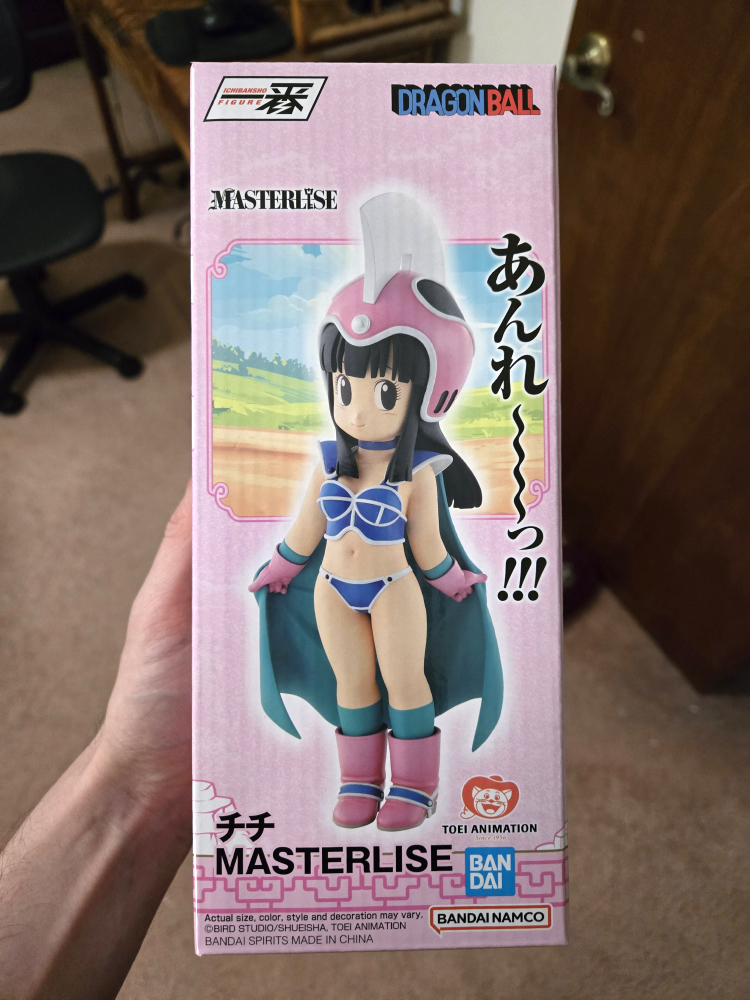 ICHIBANSHO
FIGURE
一番
DRAGON BALL
MASTERLISE
あんれ〜〜〜っ!!!
チチ
MASTERLISE
TOEI ANIMATION
Since 1956
BAN
DAI
BANDAI NAMCO
Actual size, color, style and decoration may vary.
©BIRD STUDIO/SHUEISHA, TOEI ANIMATION
BANDAI SPIRITS MADE IN CHINA